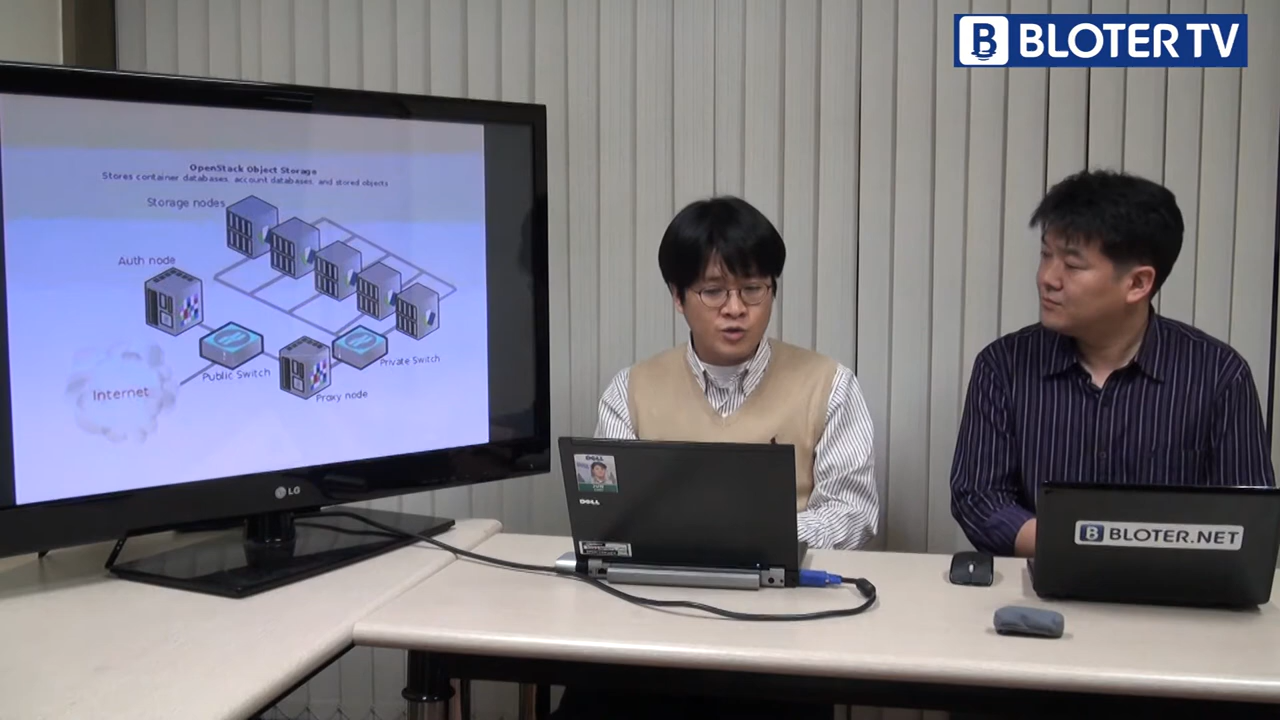 B BLOTER TV
OpenStack Object Storage
Stores container databases, account databases, and stored objects
Storage nodes
Auth node
Internet
Public Switch
Proxy node
Private Switch
LG
DELL
DELL
B BLOTER.NET